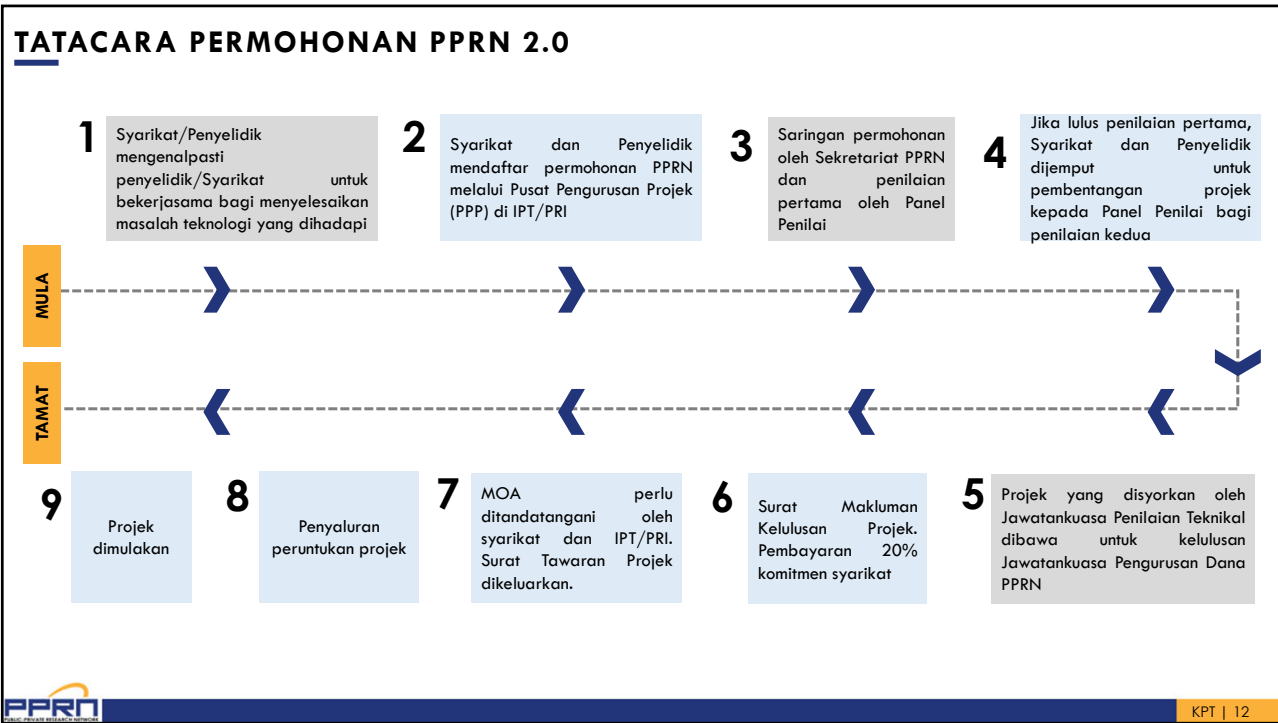 TATACARA PERMOHONAN PPRN 2.0
1
Syarikat/Penyelidik
mengenalpasti
penyelidik/Syarikat untuk
bekerjasama bagi menyelesaikan
masalah teknologi yang dihadapi
2
Syarikat dan Penyelidik
mendaftar permohonan PPRN
melalui Pusat Pengurusan Projek
(PPP) di IPT/PRI
3
Saringan permohonan
oleh Sekretariat PPRN
dan penilaian
pertama oleh Panel
Penilai
4
Jika lulus penilaian pertama,
Syarikat dan Penyelidik
dijemput untuk
pembentangan projek
kepada Panel Penilai bagi
penilaian kedua
MULA
TAMAT
9
Projek
dimulakan
8
Penyaluran
peruntukan projek
7
MOA perlu
ditandatangani oleh
syarikat dan IPT/PRI.
Surat Tawaran Projek
dikeluarkan.
6
Surat Makluman
Kelulusan Projek.
Pembayaran 20%
komitmen syarikat
5
Projek yang disyorkan oleh
Jawatankuasa Penilaian Teknikal
dibawa untuk kelulusan
Jawatankuasa Pengurusan Dana
PPRN
PPRN
PUBLIC-PRIVATE RESEARCH NETWORK
KPT | 12